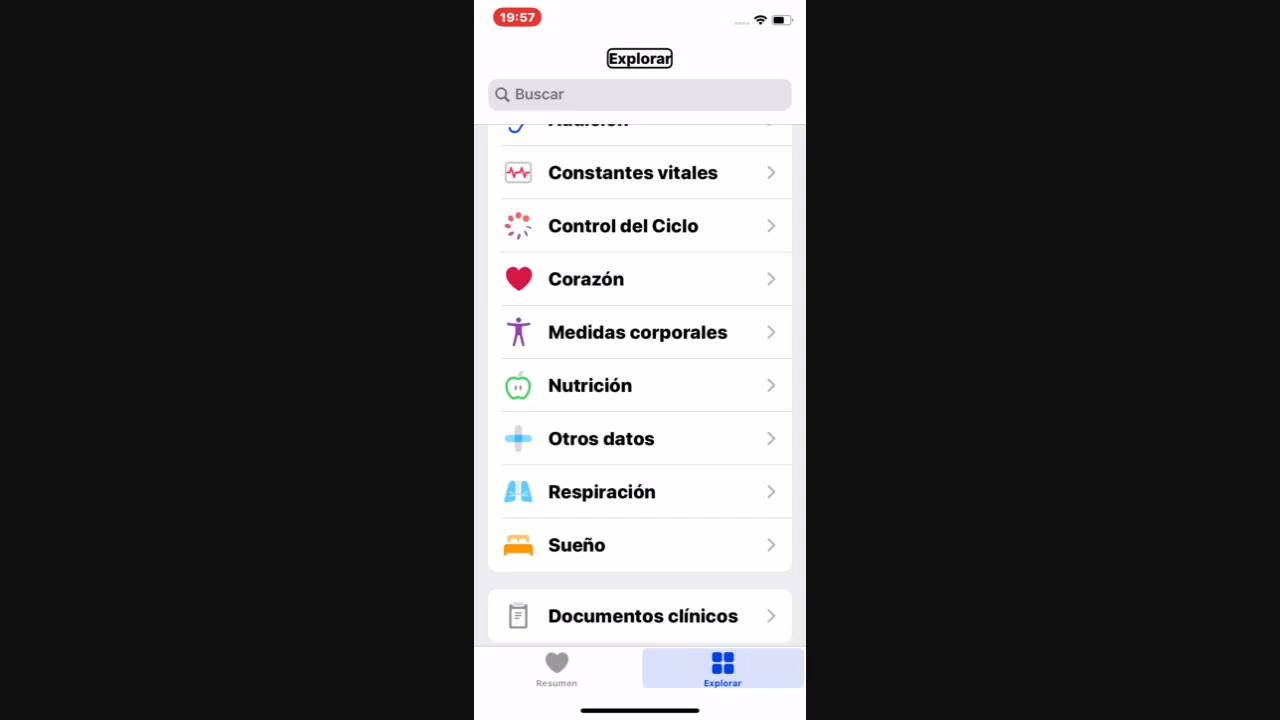 19:57
Explorar
Buscar
Audición
Constantes vitales
Control del Ciclo
Corazón
Medidas corporales
Nutrición
Otros datos
Respiración
Sueño
Documentos clínicos
Resumen
Explorar